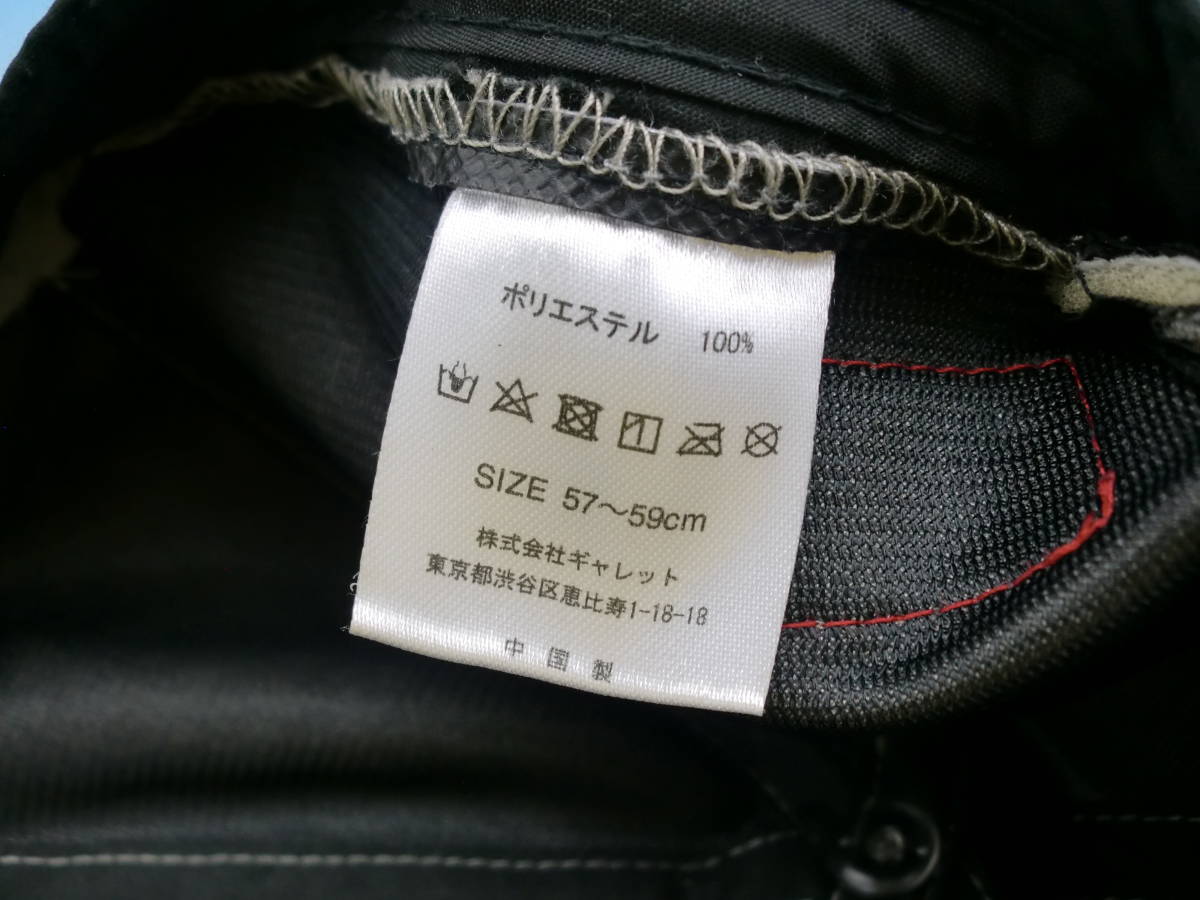 ポリエステル 100%
SIZE 57～59cm
株式会社ギャレット
東京都渋谷区恵比寿1-18-18
中国製